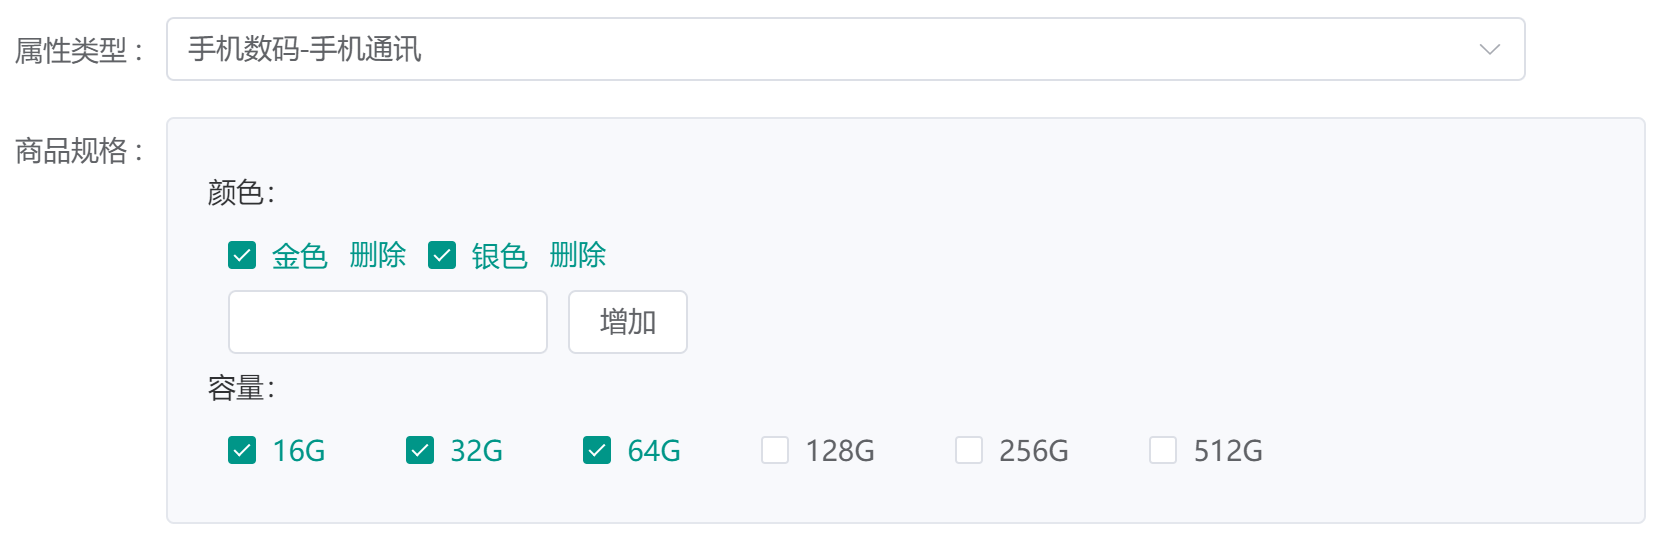 属性类型：
手机数码-手机通讯
商品规格：
颜色：
金色 删除 银色 删除
增加
容量：
16G 32G 64G 128G 256G 512G